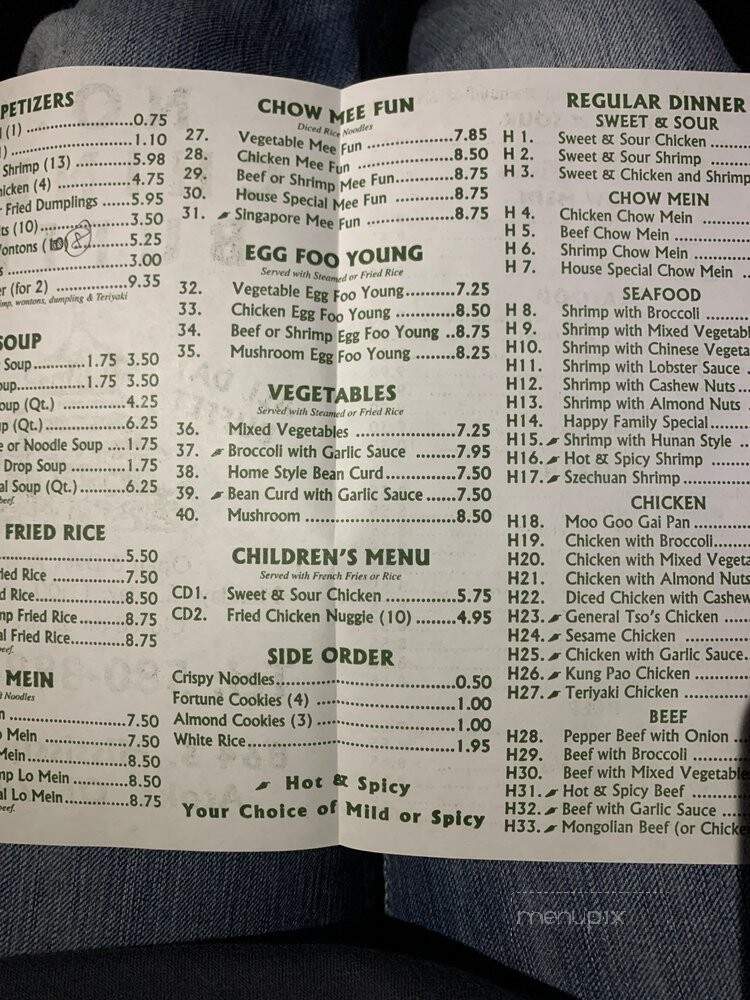 PETIZERS
(1) ........................0.75
........................1.10
Shrimp (13) ............5.98
icken (4) ...............4.75
Fried Dumplings ......5.95
ts (10) ..................3.50
ontons ( 8 ..........5.25
s .........................3.00
er (for 2) ...............9.35
imp, wontons, dumpling & Teriyaki
SOUP
Soup............1.75 3.50
oup..............1.75 3.50
oup (Qt.) ...............4.25
p (Qt.)..................6.25
e or Noodle Soup ....1.75
Drop Soup ............1.75
al Soup (Qt.)..........6.25
beef.
FRIED RICE
.........................5.50
ied Rice ................7.50
d Rice...................8.50
mp Fried Rice.........8.75
al Fried Rice..........8.75
beef.
MEIN
t Noodles
n ........................7.50
o Mein .................7.50
Mein....................8.50
mp Lo Mein ...........8.50
al Lo Mein.............8.75
beef.
CHOW MEE FUN
Diced Rice Noodles
27. Vegetable Mee Fun ...............7.85
28. Chicken Mee Fun .................8.50
29. Beef or Shrimp Mee Fun.........8.75
30. House Special Mee Fun .........8.75
31. Singapore Mee Fun ..............8.75
EGG FOO YOUNG
Served with Steamed or Fried Rice
32. Vegetable Egg Foo Young.........7.25
33. Chicken Egg Foo Young ..........8.50
34. Beef or Shrimp Egg Foo Young ..8.75
35. Mushroom Egg Foo Young .......8.25
VEGETABLES
Served with Steamed or Fried Rice
36. Mixed Vegetables ..................7.25
37. Broccoli with Garlic Sauce .......7.95
38. Home Style Bean Curd............7.50
39. Bean Curd with Garlic Sauce.....7.50
40. Mushroom .........................8.50
CHILDREN'S MENU
Served with French Fries or Rice
CD1. Sweet & Sour Chicken ..........5.75
CD2. Fried Chicken Nuggie (10) ......4.95
SIDE ORDER
Crispy Noodles.............................0.50
Fortune Cookies (4) ......................1.00
Almond Cookies (3) ......................1.00
White Rice..................................1.95
Hot & Spicy
Your Choice of Mild or Spicy
REGULAR DINNER
SWEET & SOUR
H 1. Sweet & Sour Chicken .......
H 2. Sweet & Sour Shrimp .......
H 3. Sweet & Chicken and Shrimp
CHOW MEIN
H 4. Chicken Chow Mein .......
H 5. Beef Chow Mein ...........
H 6. Shrimp Chow Mein .......
H 7. House Special Chow Mein ..
SEAFOOD
H 8. Shrimp with Broccoli .......
H 9. Shrimp with Mixed Vegetabl
H10. Shrimp with Chinese Vegeta
H11. Shrimp with Lobster Sauce .
H12. Shrimp with Cashew Nuts...
H13. Shrimp with Almond Nuts ..
H14. Happy Family Special.......
H15. Shrimp with Hunan Style ...
H16. Hot & Spicy Shrimp .......
H17. Szechuan Shrimp...........
CHICKEN
H18. Moo Goo Gai Pan...........
H19. Chicken with Broccoli.......
H20. Chicken with Mixed Vegeta
H21. Chicken with Almond Nuts
H22. Diced Chicken with Cashew
H23. General Tso's Chicken .....
H24. Sesame Chicken ...........
H25. Chicken with Garlic Sauce.
H26. Kung Pao Chicken .........
H27. Teriyaki Chicken ..........
BEEF
H28. Pepper Beef with Onion ...
H29. Beef with Broccoli .........
H30. Beef with Mixed Vegetable
H31. Hot & Spicy Beef .........
H32. Beef with Garlic Sauce .....
H33. Mongolian Beef (or Chicke
menupix